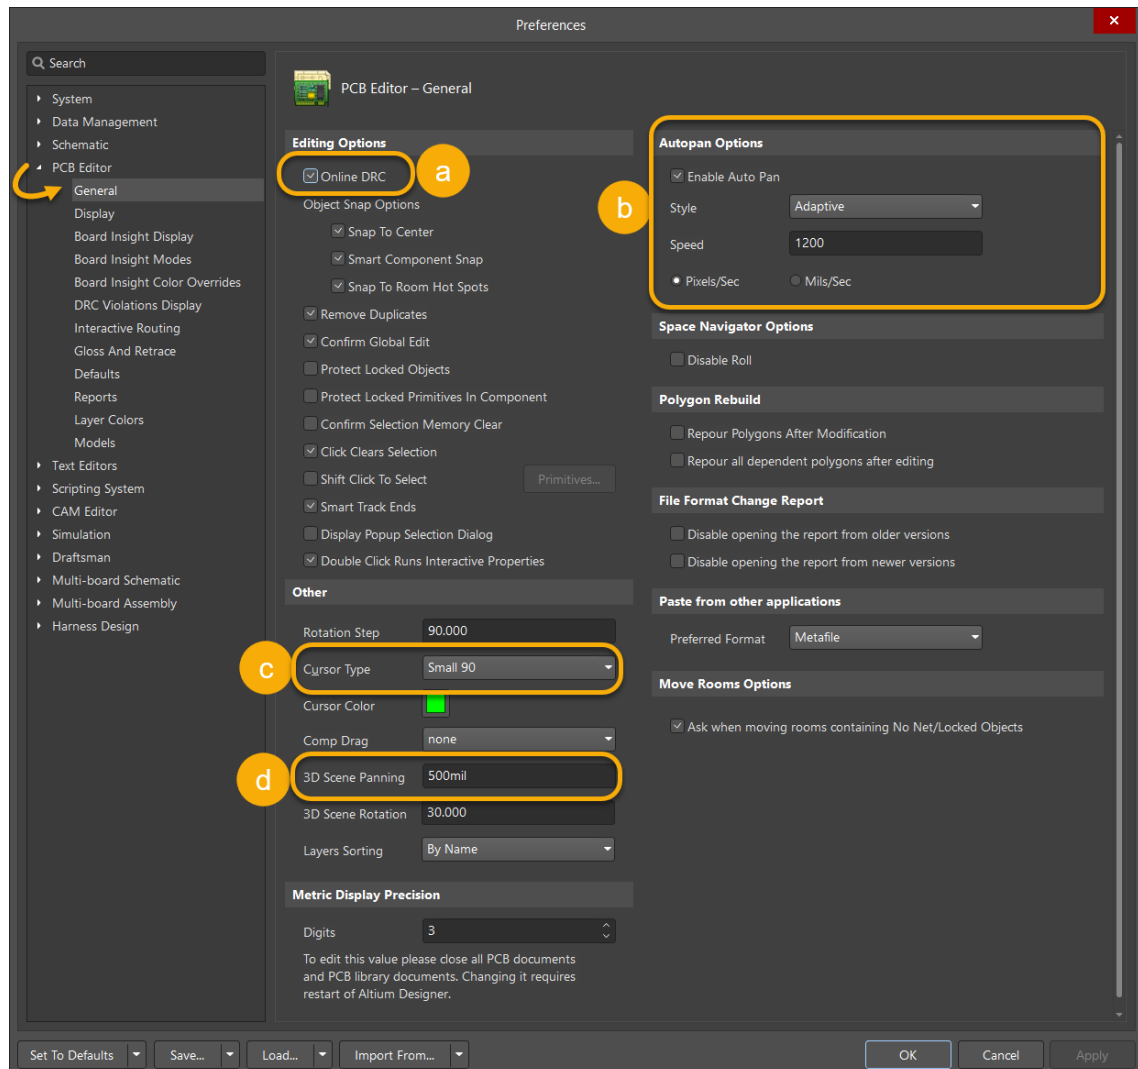 Preferences
Search
System
Data Management
Schematic
PCB Editor
General
Display
Board Insight Display
Board Insight Modes
Board Insight Color Overrides
DRC Violations Display
Interactive Routing
Gloss And Retrace
Defaults
Reports
Layer Colors
Models
Text Editors
Scripting System
CAM Editor
Simulation
Draftsman
Multi-board Schematic
Multi-board Assembly
Harness Design
PCB Editor – General
Editing Options
Online DRC
a
Object Snap Options
Snap To Center
Smart Component Snap
Snap To Room Hot Spots
Remove Duplicates
Confirm Global Edit
Protect Locked Objects
Protect Locked Primitives In Component
Confirm Selection Memory Clear
Click Clears Selection
Shift Click To Select Primitives...
Smart Track Ends
Display Popup Selection Dialog
Double Click Runs Interactive Properties
Other
Rotation Step 90.000
c
Cursor Type Small 90
Cursor Color
Comp Drag none
d
3D Scene Panning 500mil
3D Scene Rotation 30.000
Layers Sorting By Name
Metric Display Precision
Digits 3
To edit this value please close all PCB documents
and PCB library documents. Changing it requires
restart of Altium Designer.
b
Autopan Options
Enable Auto Pan
Style Adaptive
Speed 1200
Pixels/Sec Mils/Sec
Space Navigator Options
Disable Roll
Polygon Rebuild
Repour Polygons After Modification
Repour all dependent polygons after editing
File Format Change Report
Disable opening the report from older versions
Disable opening the report from newer versions
Paste from other applications
Preferred Format Metafile
Move Rooms Options
Ask when moving rooms containing No Net/Locked Objects
Set To Defaults Save... Load... Import From... OK Cancel Apply